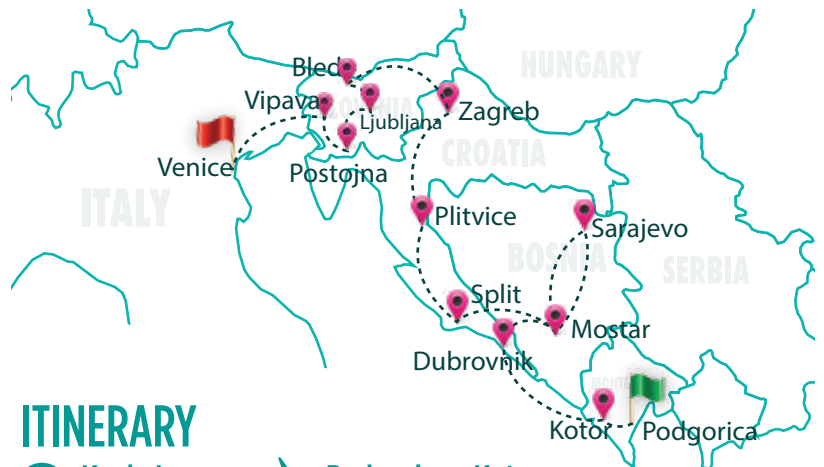 HUNGARY
Bled
Vipava
SLOVENIA
Ljubljana
Zagreb
Venice
Postojna
CROATIA
ITALY
Plitvice
Sarajevo
BOSNIA
SERBIA
Split
Mostar
Dubrovnik
Kotor
Podgorica
ITINERARY